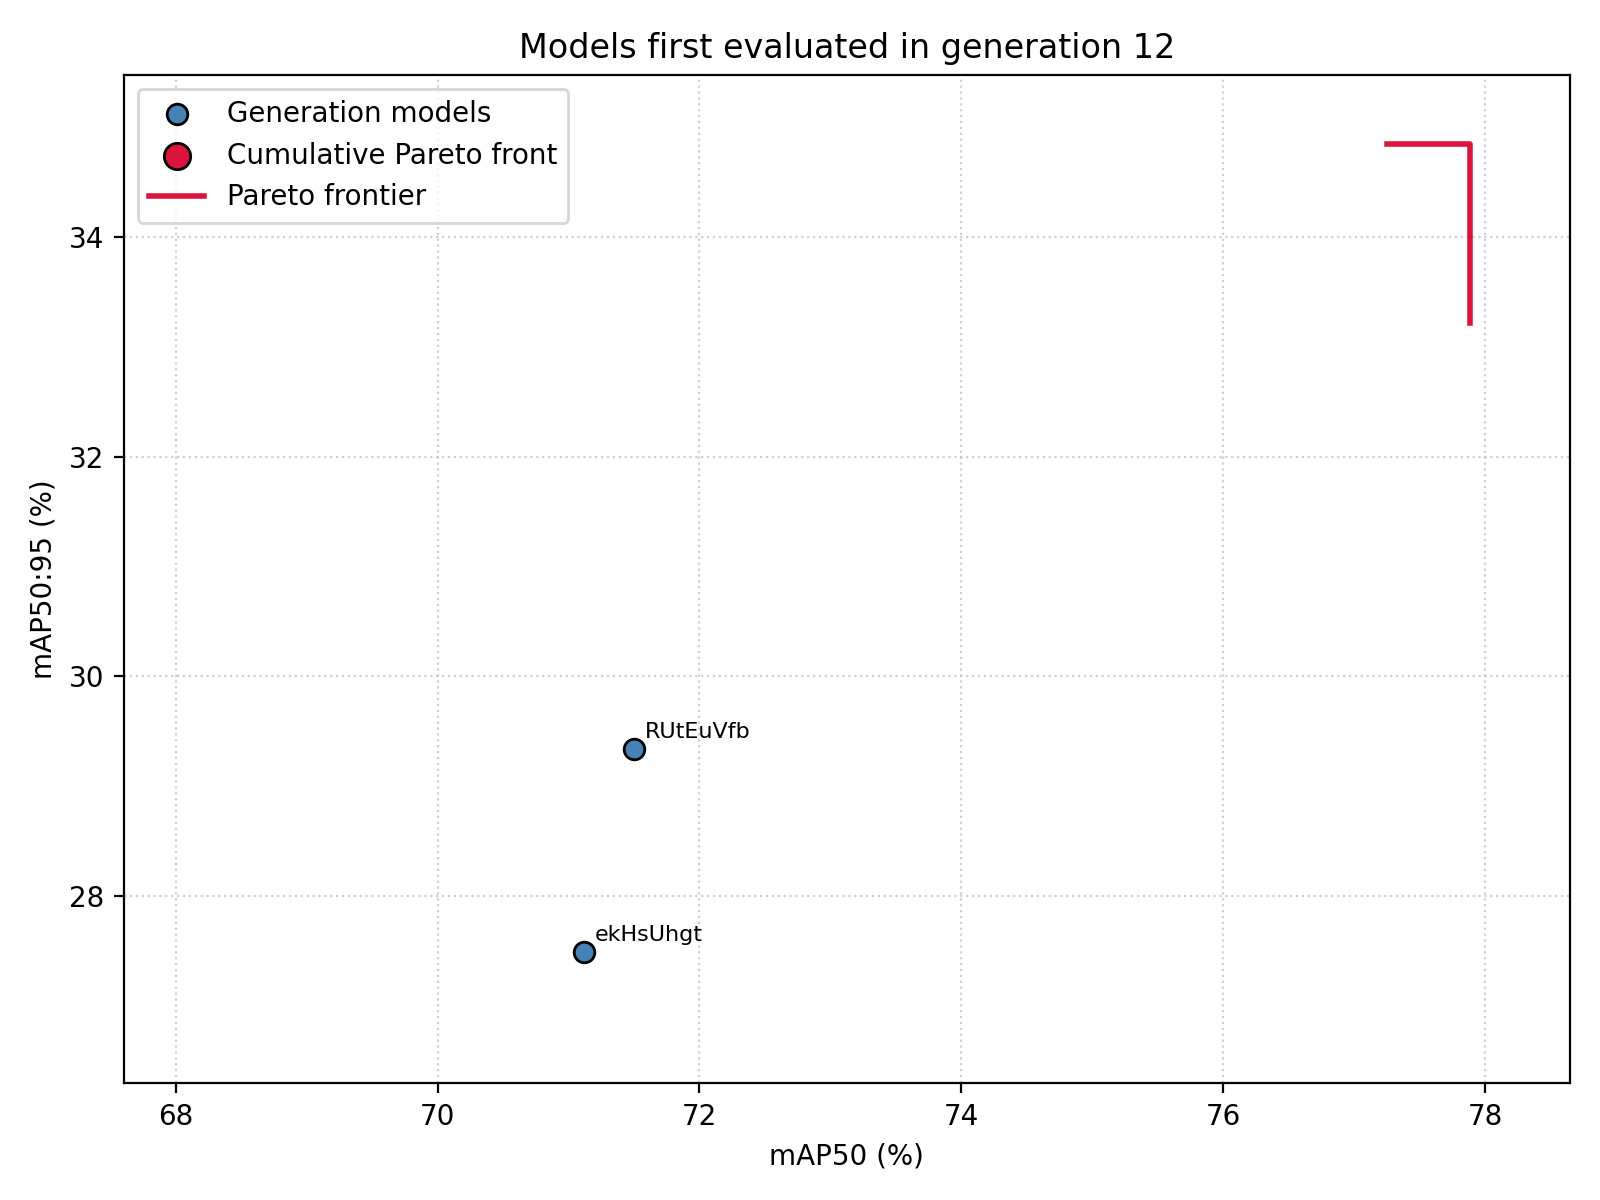 Models first evaluated in generation 12
Generation models
Cumulative Pareto front
Pareto frontier
34
32
30
28
mAP50:95 (%)
RUtEuVfb
ekHsUhgt
68
70
72
74
76
78
mAP50 (%)